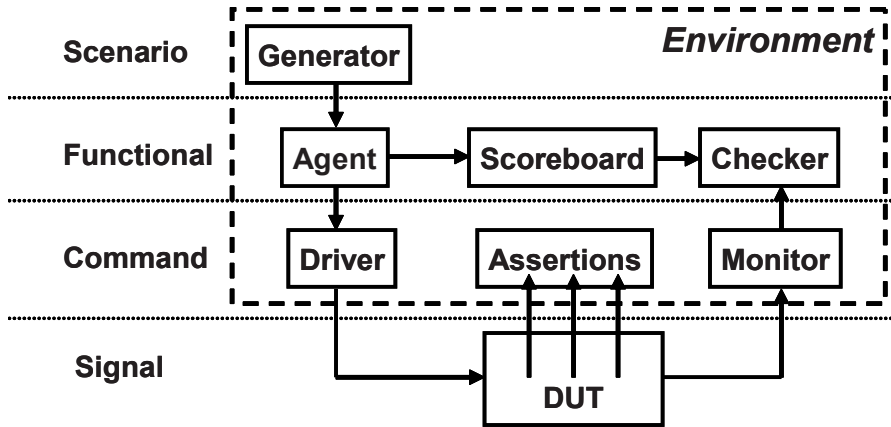 Environment
Scenario
Generator
Functional
Agent
Scoreboard
Checker
Command
Driver
Assertions
Monitor
Signal
DUT